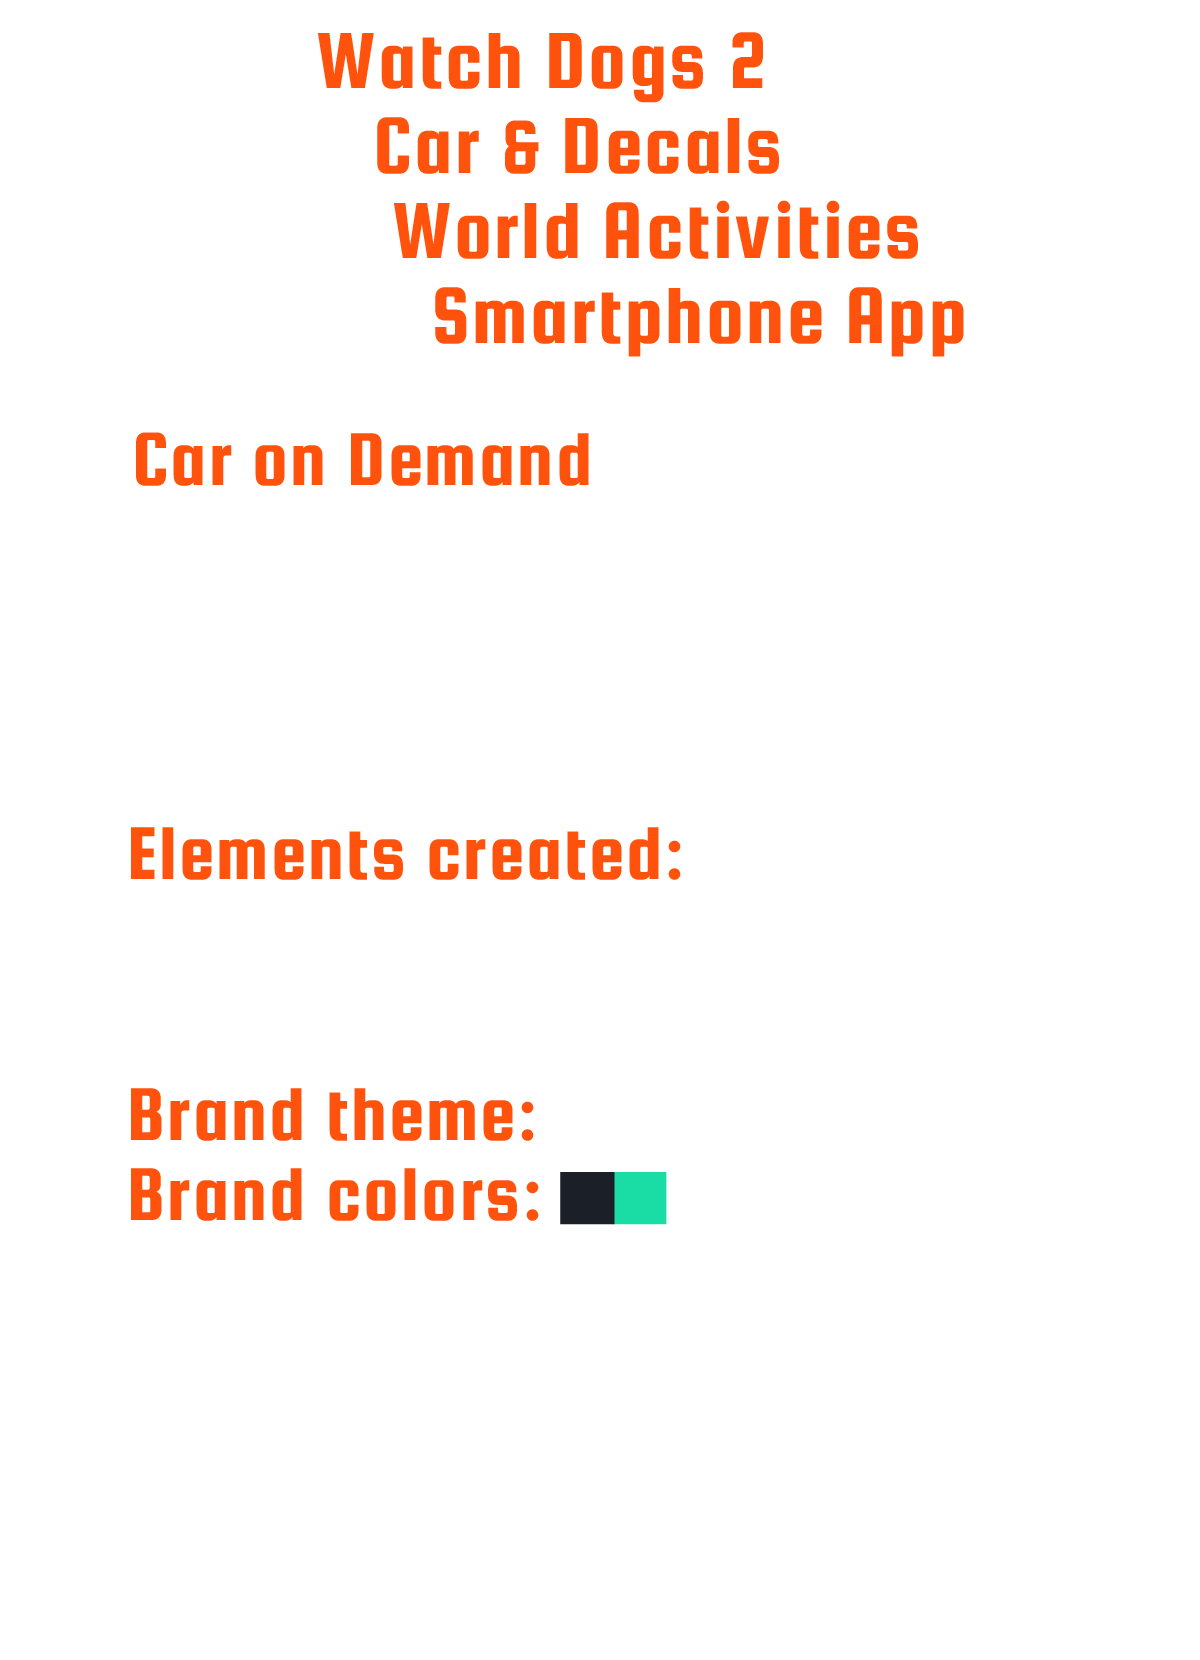 Watch Dogs 2
Car & Decals
World Activities
Smartphone App
Car on Demand
Elements created:
Brand theme:
Brand colors: